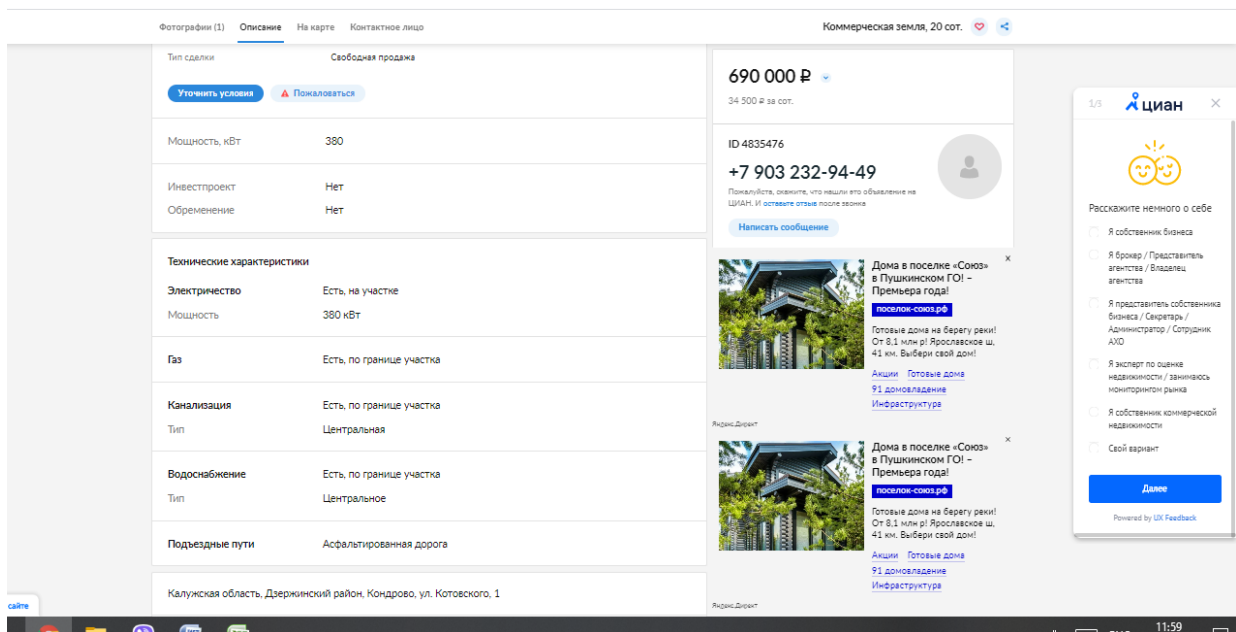 Фотографии (1) Описание На карте Контактное лицо
Коммерческая земля, 20 сот.
Тип сделки Свободная продажа
Уточнить условия Пожаловаться
Мощность, кВт 380
Инвестпроект Нет
Обременение Нет
Технические характеристики
Электричество Есть, на участке
Мощность 380 кВт
Газ Есть, по границе участка
Канализация Есть, по границе участка
Тип Центральная
Водоснабжение Есть, по границе участка
Тип Центральное
Подъездные пути Асфальтированная дорога
Калужская область, Дзержинский район, Кондрово, ул. Котовского, 1
сайте
690 000 ₽
34 500 ₽ за сот.
ID 4835476
+7 903 232-94-49
Пожалуйста, скажите, что нашли это объявление на
ЦИАН. И оставьте отзыв после звонка
Написать сообщение
Дома в поселке «Союз»
в Пушкинском ГО! –
Премьера года!
поселок-союз.рф
Готовые дома на берегу реки!
От 8,1 млн р! Ярославское ш,
41 км. Выбери свой дом!
Акции Готовые дома
91 домовладение
Инфраструктура
Яндекс.Директ
Дома в поселке «Союз»
в Пушкинском ГО! –
Премьера года!
поселок-союз.рф
Готовые дома на берегу реки!
От 8,1 млн р! Ярославское ш,
41 км. Выбери свой дом!
Акции Готовые дома
91 домовладение
Инфраструктура
Яндекс.Директ
1/5 циан
Расскажите немного о себе
Я собственник бизнеса
Я брокер / Представитель
агентства / Владелец
агентства
Я представитель собственника
бизнеса / Секретарь /
Администратор / Сотрудник
АХО
Я эксперт по оценке
недвижимости / занимаюсь
мониторингом рынка
Я собственник коммерческой
недвижимости
Свой вариант
Далее
Powered by UX Feedback
11:59